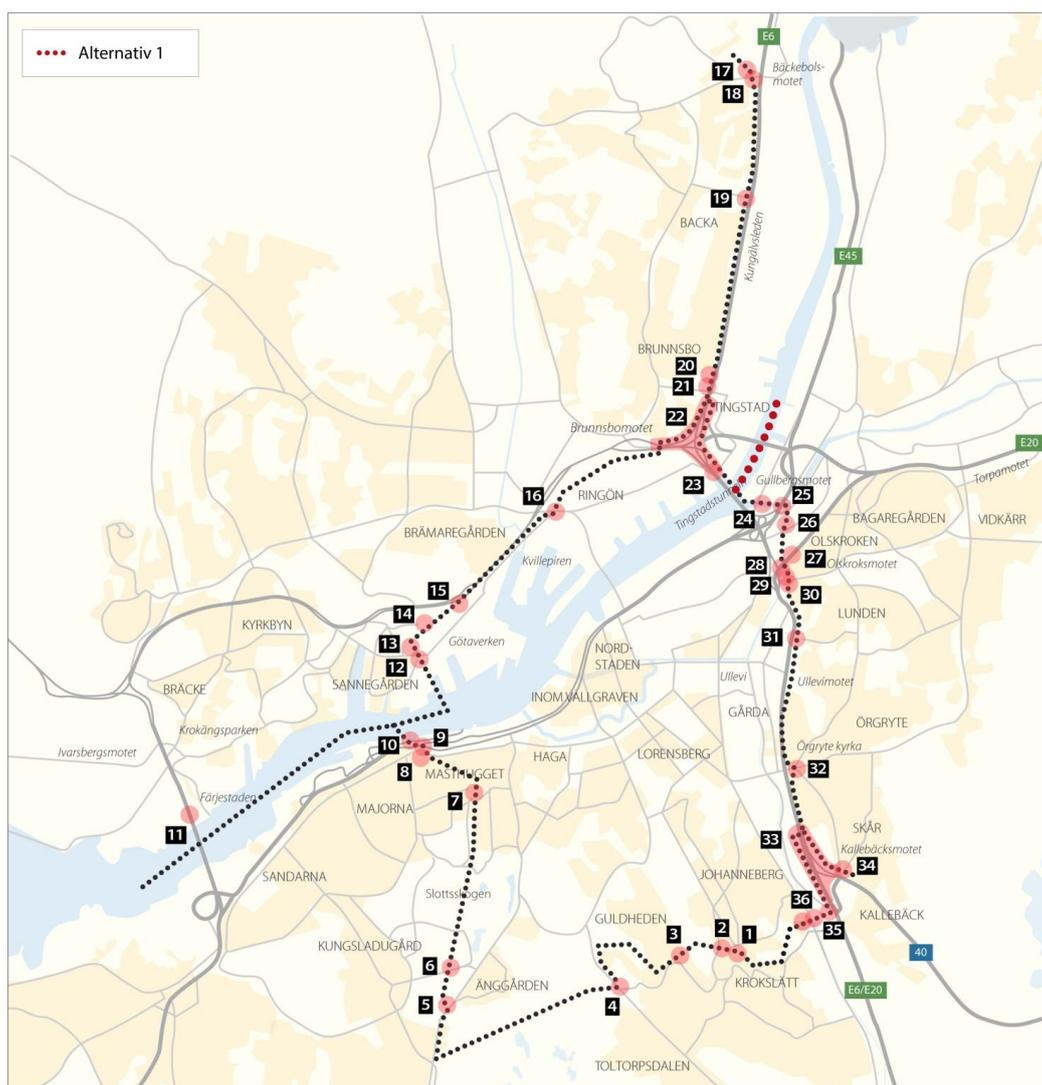 Alternativ 1
E6
17
Bäckebols-
motet
18
19
BACKA
Kungälvsleden
E45
BRUNNSBO
20
21
22
TINGSTAD
Brunnsbomotet
E20
Torpamotet
23
Gullbergsmotet
16
RINGÖN
Tingstadstunneln
24
25
26
BAGAREGÅRDEN
VIDKÄRR
BRÄMAREGÅRDEN
OLSKROKEN
27
Olskroksmotet
Kvillepiren
28
29
30
15
LUNDEN
14
KYRKBYN
13
Götaverken
31
12
NORD-
STADEN
SANNEGÅRDEN
Ullevi
Ullevimotet
BRÄCKE
INOM VALLGRAVEN
GÅRDA
ÖRGRYTE
Krokängsparken
9
10
Ivarsbergsmotet
HAGA
LORENSBERG
Örgryte kyrka
8
MASTHUGGET
32
7
Färjestaden
MAJORNA
11
SKÅR
33
Kallebäcksmotet
34
SANDARNA
JOHANNEBERG
Slottsskogen
36
GULDHEDEN
KALLEBÄCK
35
3
2
1
KUNGSLADUGÅRD
40
6
ÄNGGÅRDEN
KROKSLÄTT
E6/E20
5
4
TOLTORPSDALEN